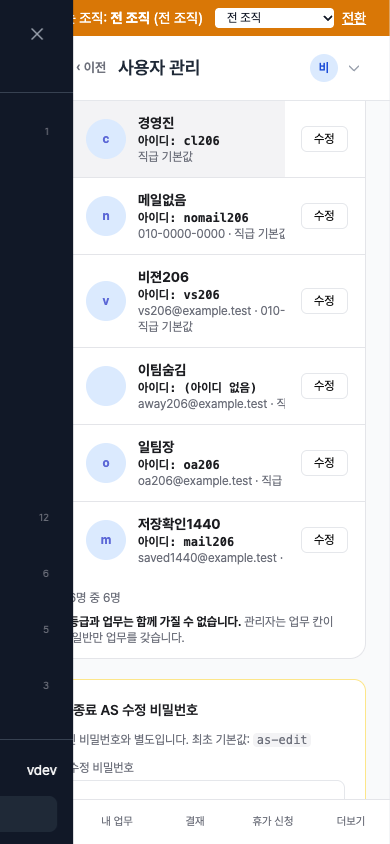 조직: 전 조직 (전 조직) 전 조직 전환
‹ 이전 사용자 관리 비
1
c 경영진
아이디: cl206
직급 기본값
수정
n 메일없음
아이디: nomail206
010-0000-0000 · 직급 기본값
수정
v 비젼206
아이디: vs206
vs206@example.test · 010-
직급 기본값
수정
이팀숨김
아이디: (아이디 없음)
away206@example.test · 직
수정
o 일팀장
아이디: oa206
oa206@example.test · 직급
수정
12
m 저장확인1440
아이디: mail206
saved1440@example.test ·
수정
6
6명 중 6명
5
등급과 업무는 함께 가질 수 없습니다. 관리자는 업무 칸이
일반만 업무를 갖습니다.
3
종료 AS 수정 비밀번호
비밀번호와 별도입니다. 최초 기본값: as-edit
vdev
수정 비밀번호
내 업무 결재 휴가 신청 더보기